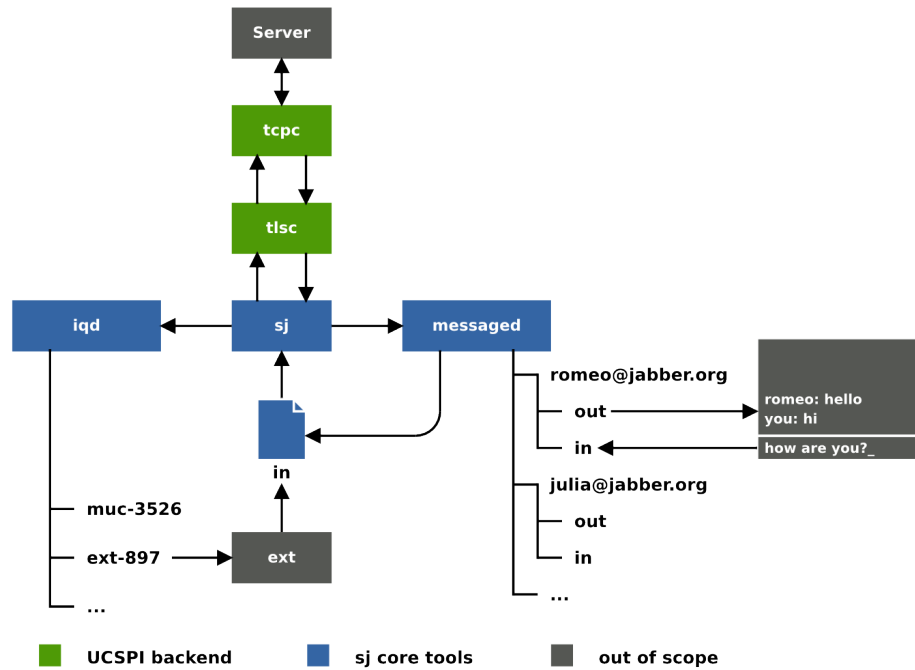 Server
tcpc
tlsc
iqd
sj
messaged
romeo@jabber.org
out
in
romeo: hello
you: hi
how are you?_
in
julia@jabber.org
out
in
...
muc-3526
ext-897
...
ext
UCSPI backend
sj core tools
out of scope